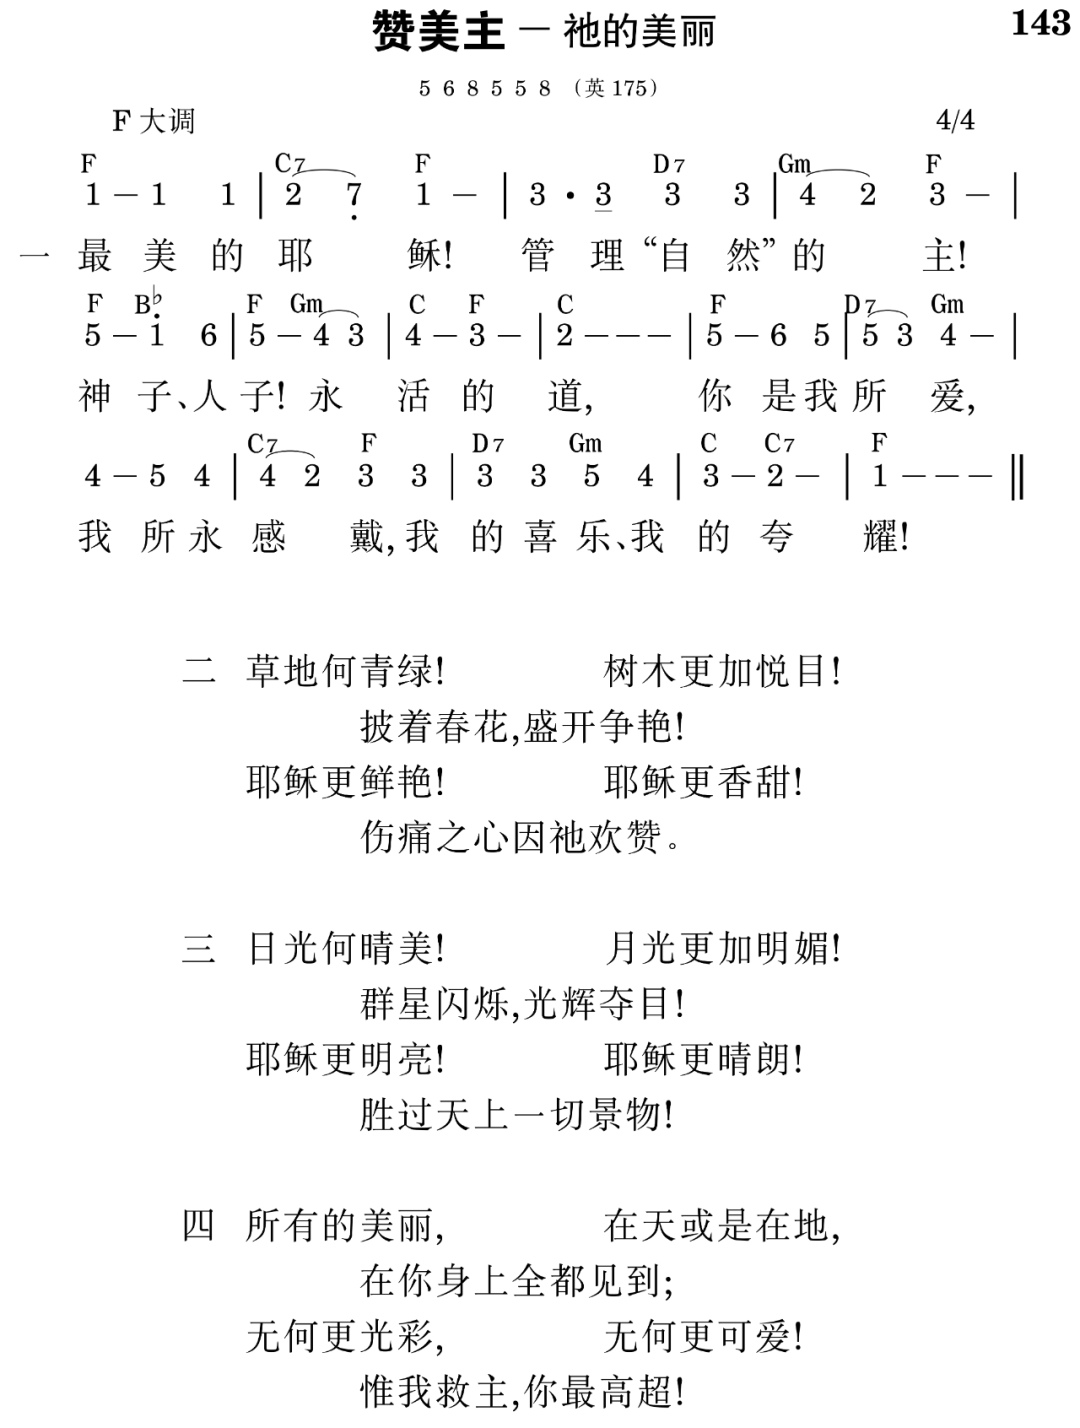 赞美主－祂的美丽 143
5 6 8 5 5 8 （英 175）
F 大调 4/4
F C7 F D7 Gm F
1 － 1 1 | 2 7̣ 1 － | 3 · 3̲ 3 3 | 4 2 3 － |
一 最美的耶稣！管理“自然”的主！
F B♭ F Gm C F C F D7 Gm
5 － 1̇ 6 | 5 － 4 3 | 4 － 3 － | 2 － － － | 5 － 6 5 | 5 3 4 － |
神子、人子！永活的道，你是我所爱，
C7 F D7 Gm C C7 F
4 － 5 4 | 4 2 3 3 | 3 3 5 4 | 3 － 2 － | 1 － － － ‖
我所永感戴，我的喜乐、我的夸耀！
二 草地何青绿！ 树木更加悦目！
披着春花，盛开争艳！
耶稣更鲜艳！ 耶稣更香甜！
伤痛之心因祂欢赞。
三 日光何晴美！ 月光更加明媚！
群星闪烁，光辉夺目！
耶稣更明亮！ 耶稣更晴朗！
胜过天上一切景物！
四 所有的美丽， 在天或是在地，
在你身上全都见到；
无何更光彩， 无何更可爱！
惟我救主，你最高超！